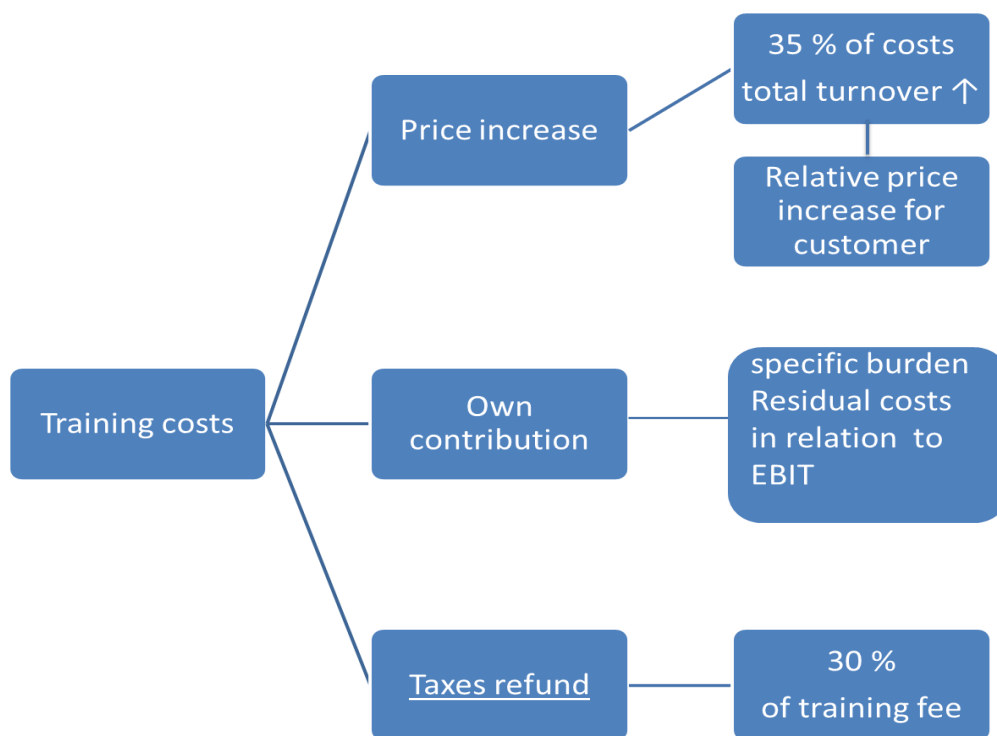 35 % of costs
total turnover ↑
Price increase
Relative price
increase for
customer
Training costs
Own
contribution
specific burden
Residual costs
in relation to
EBIT
Taxes refund
30 %
of training fee